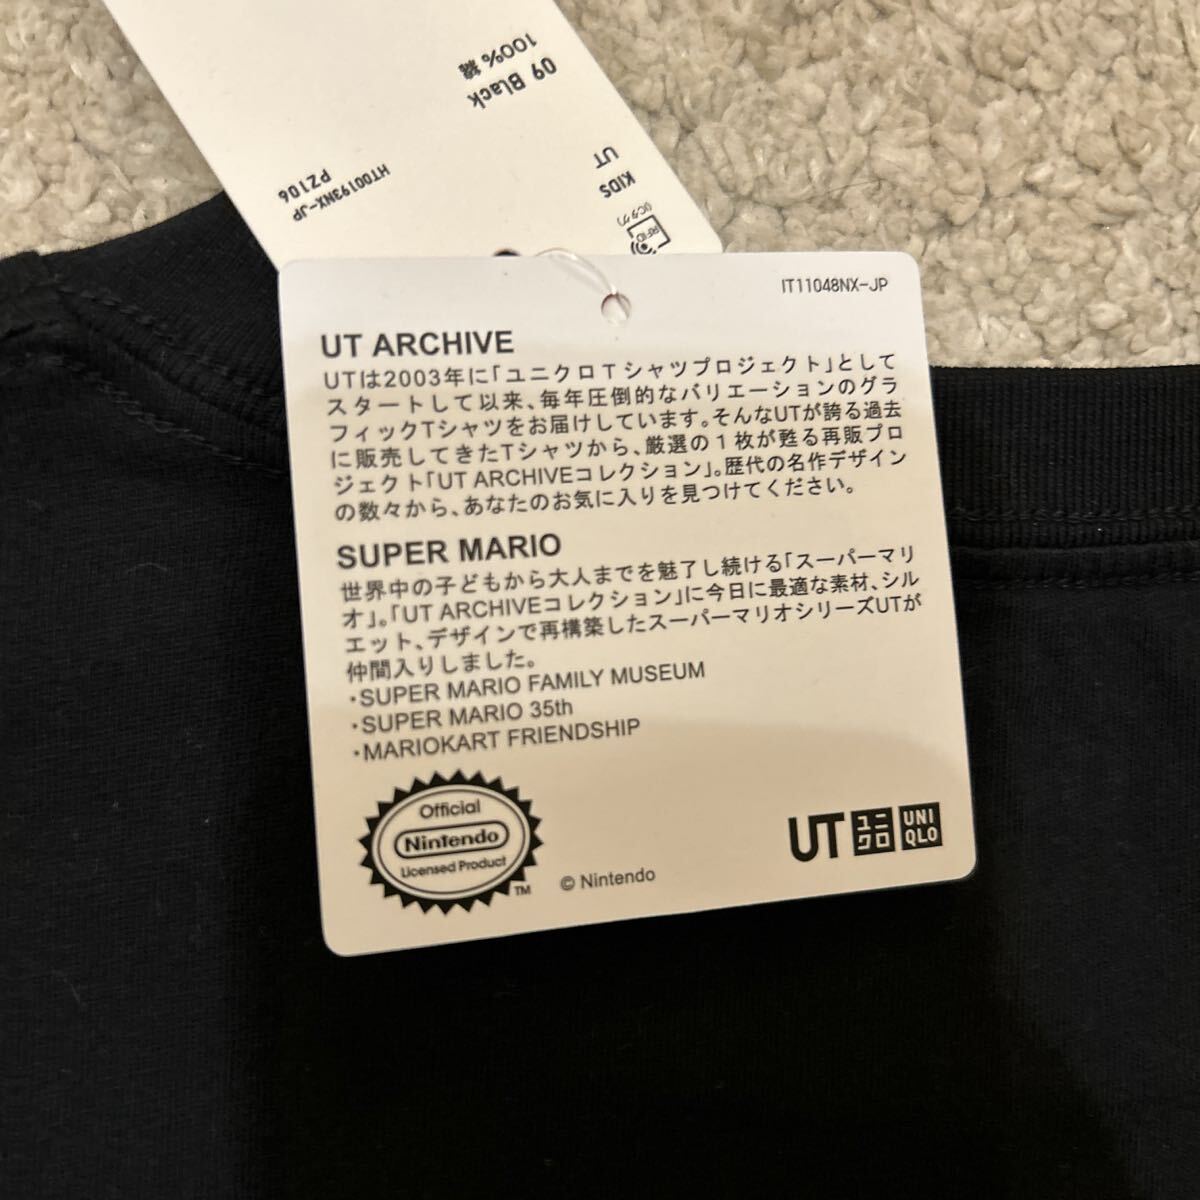 100% 綿
09 Black
HT00193NX-JP
PZ106
UT
KIDS
(ICタグ)
RFID
IT11048NX-JP
UT ARCHIVE
UTは2003年に「ユニクロTシャツプロジェクト」として
スタートして以来、毎年圧倒的なバリエーションのグラ
フィックTシャツをお届けしています。そんなUTが誇る過去
に販売してきたTシャツから、厳選の1枚が甦る再販プロ
ジェクト「UT ARCHIVEコレクション」。歴代の名作デザイン
の数々から、あなたのお気に入りを見つけてください。
SUPER MARIO
世界中の子どもから大人までを魅了し続ける「スーパーマリ
オ」。「UT ARCHIVEコレクション」に今日に最適な素材、シル
エット、デザインで再構築したスーパーマリオシリーズUTが
仲間入りしました。
・SUPER MARIO FAMILY MUSEUM
・SUPER MARIO 35th
・MARIOKART FRIENDSHIP
Official
Nintendo
Licensed Product
TM
© Nintendo
UT ユニクロ UNIQLO